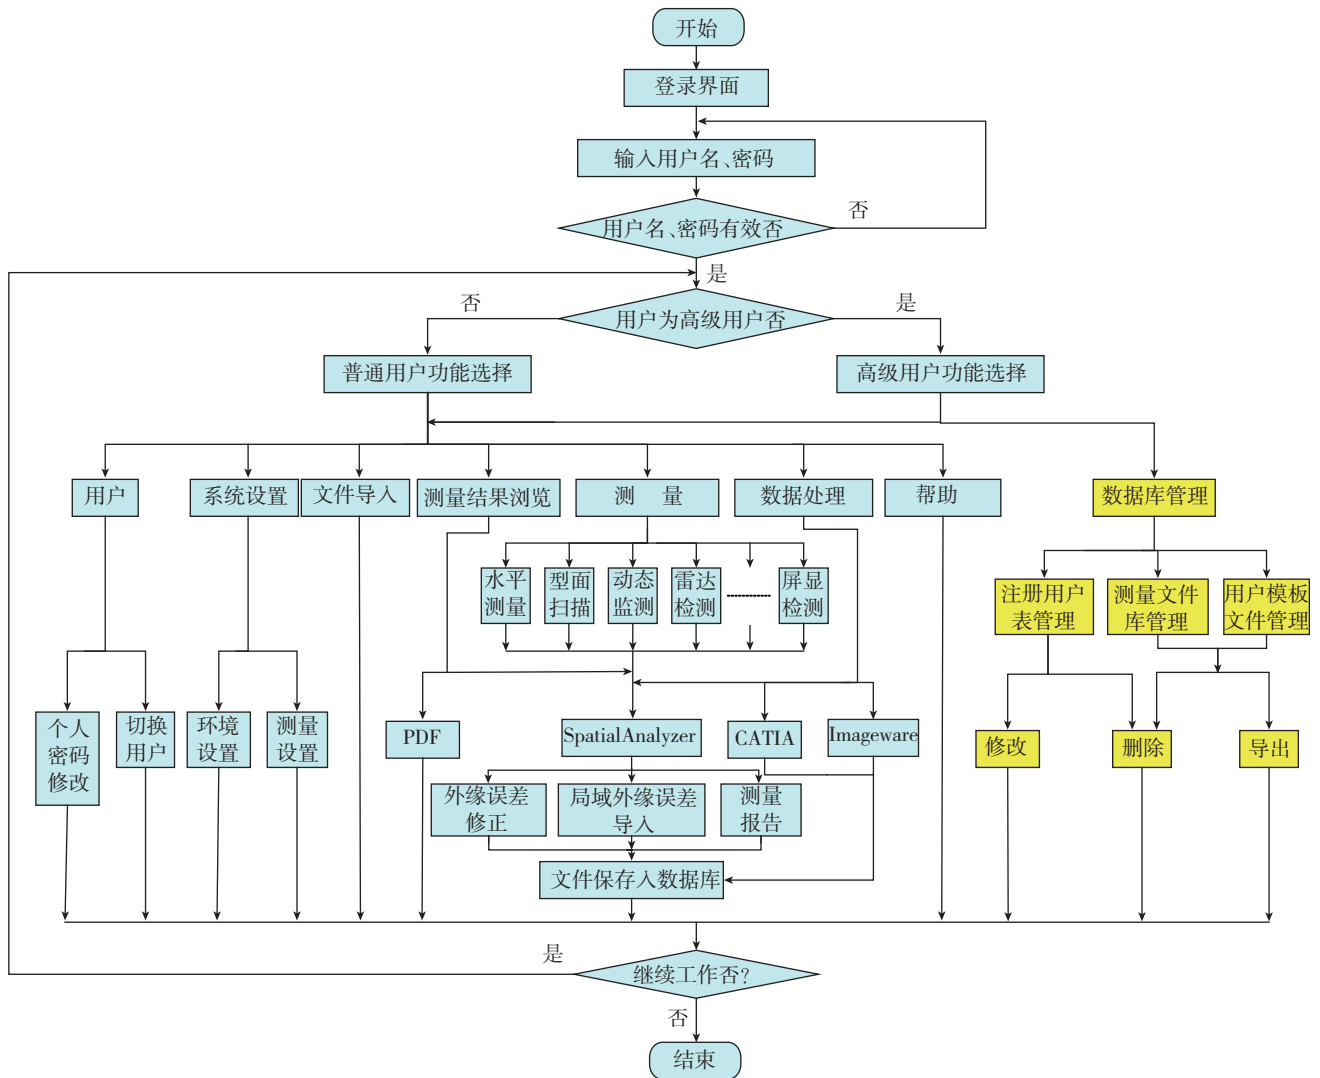 开始
登录界面
输入用户名、密码
用户名、密码有效否
否
是
用户为高级用户否
否
是
普通用户功能选择
高级用户功能选择
用户
系统设置
文件导入
测量结果浏览
测 量
数据处理
帮助
数据库管理
水平
测量
型面
扫描
动态
监测
雷达
检测
屏显
检测
注册用户
表管理
测量文件
库管理
用户模板
文件管理
个人
密码
修改
切换
用户
环境
设置
测量
设置
PDF
SpatialAnalyzer
CATIA
Imageware
修改
删除
导出
外缘误差
修正
局域外缘误差
导入
测量
报告
文件保存入数据库
是
继续工作否?
否
结束